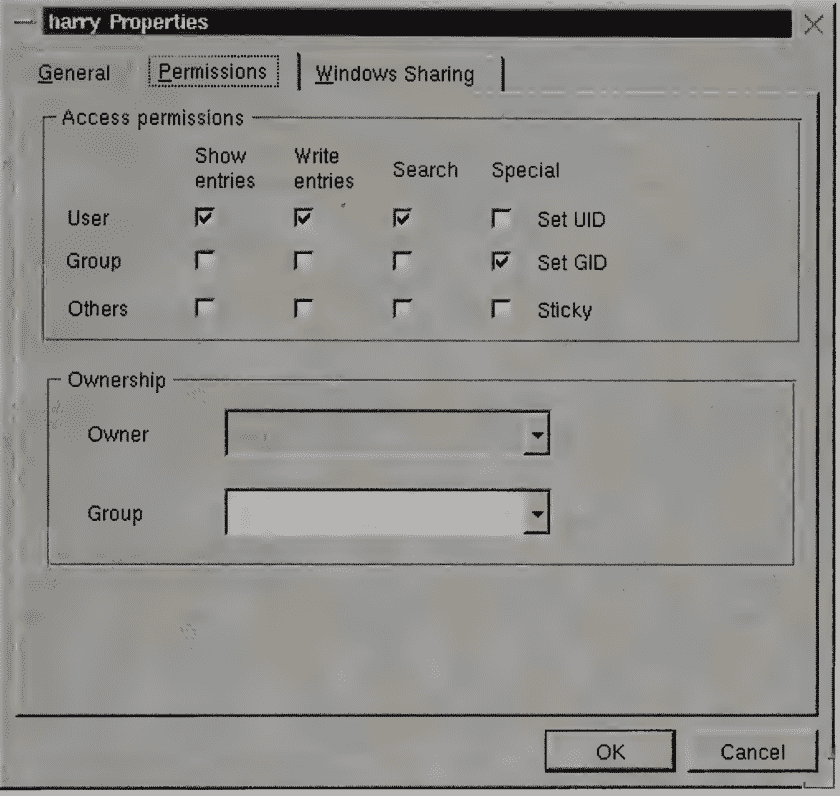 harry Properties
General Permissions Windows Sharing
Access permissions
Show entries Write entries Search Special
User Set UID
Group Set GID
Others Sticky
Ownership
Owner
Group
OK Cancel